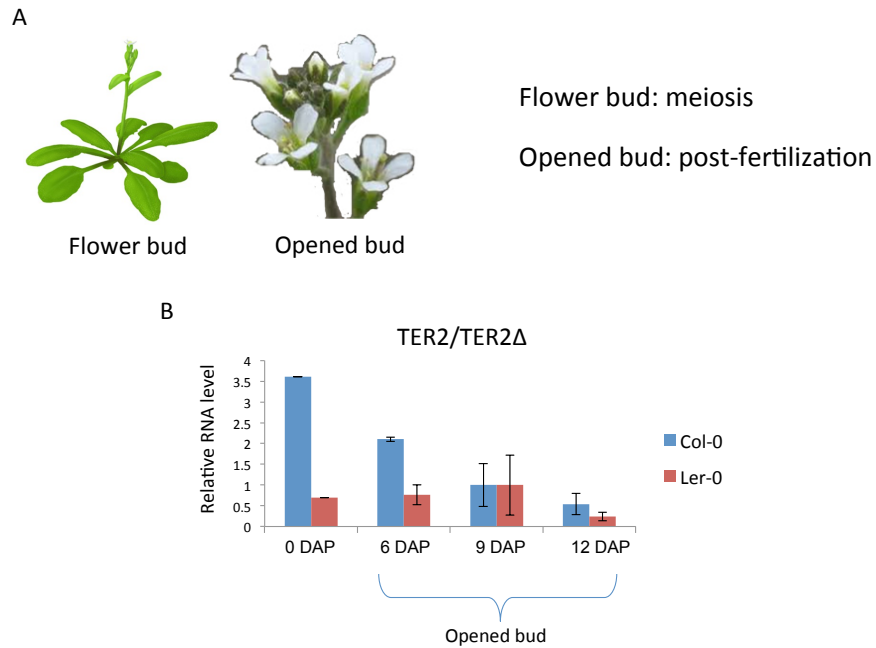 A
Flower bud
Opened bud
Flower bud: meiosis
Opened bud: post-fertilization
B
TER2/TER2Δ
Relative RNA level
4
3.5
3
2.5
2
1.5
1
0.5
0
0 DAP
6 DAP
9 DAP
12 DAP
Col-0
Ler-0
Opened bud